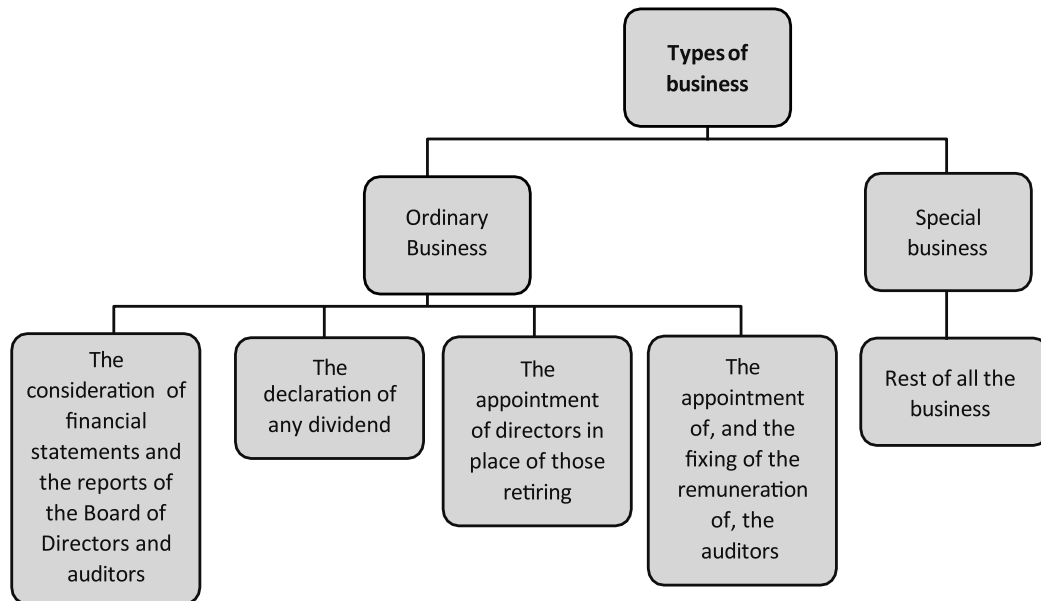 Types of
business
Ordinary
Business
Special
business
The
consideration of
financial
statements and
the reports of
the Board of
Directors and
auditors
The
declaration of
any dividend
The
appointment
of directors in
place of those
retiring
The
appointment
of, and the
fixing of the
remuneration
of, the
auditors
Rest of all the
business